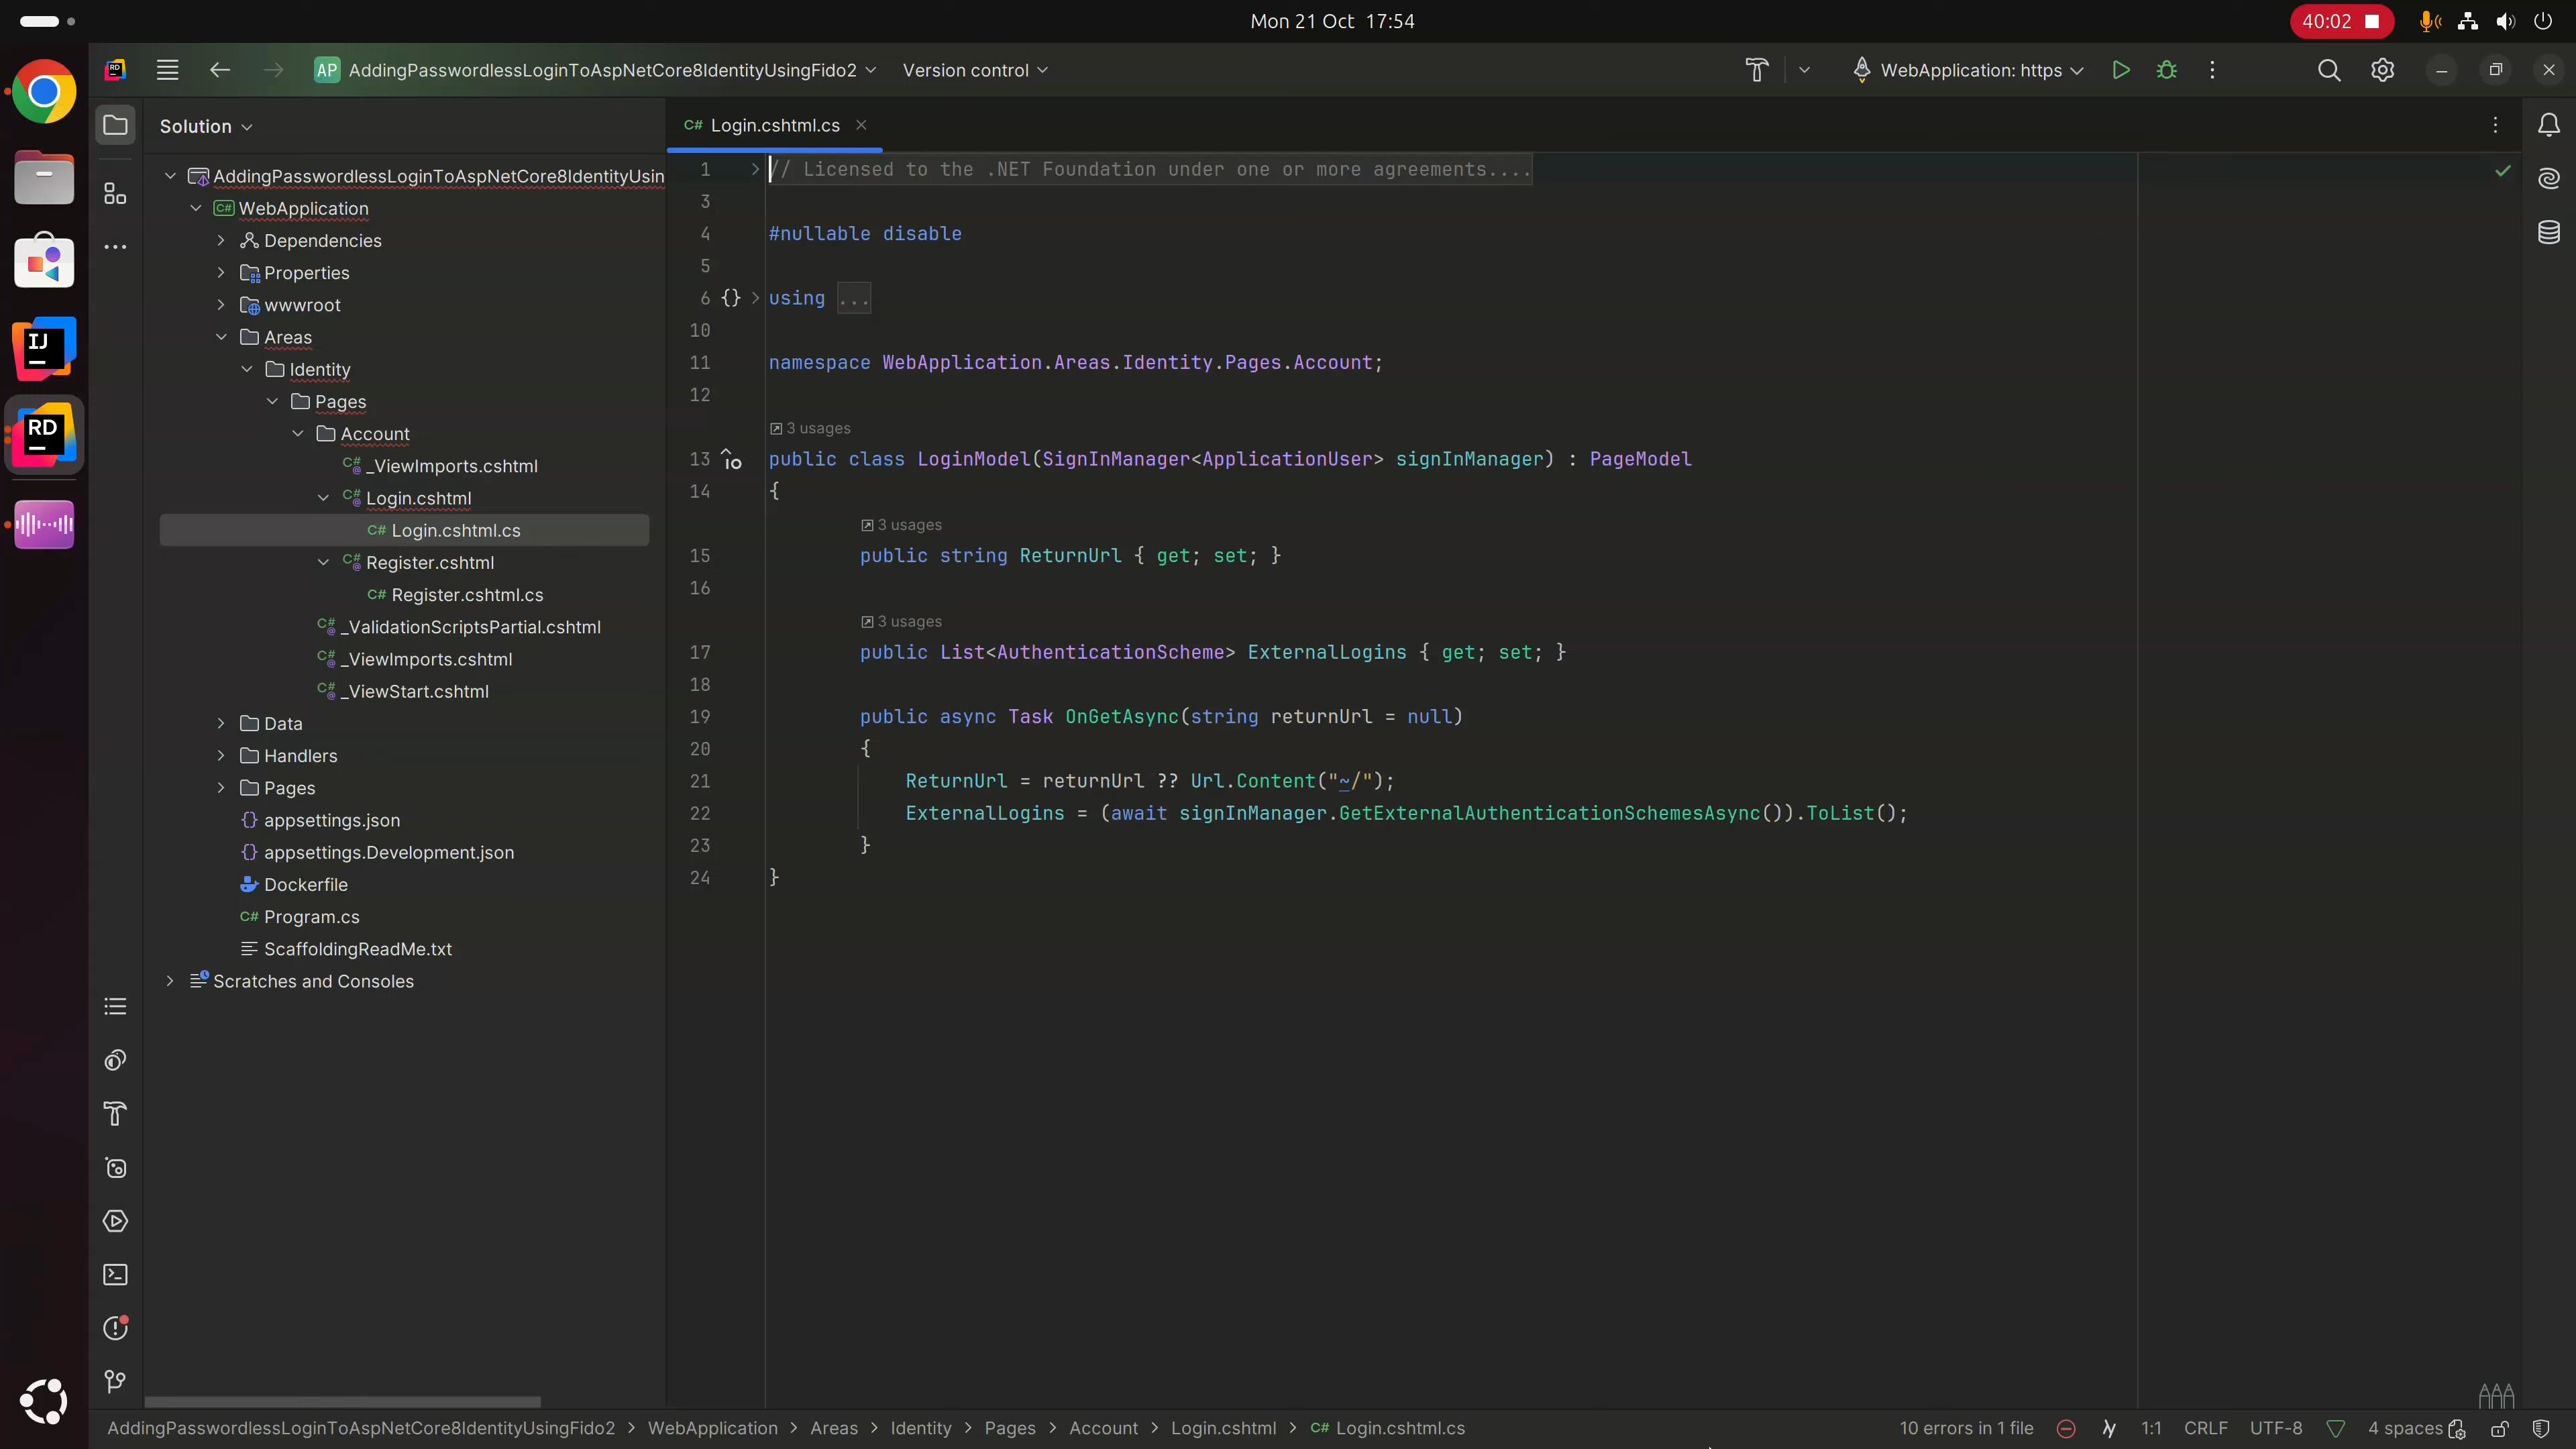 Mon 21 Oct 17:54
40:02
RD
AP AddingPasswordlessLoginToAspNetCore8IdentityUsingFido2
Version control
WebApplication: https
Solution
C# Login.cshtml.cs
AddingPasswordlessLoginToAspNetCore8IdentityUsin
C# WebApplication
Dependencies
Properties
wwwroot
Areas
Identity
Pages
Account
C# _ViewImports.cshtml
C# Login.cshtml
C# Login.cshtml.cs
C# Register.cshtml
C# Register.cshtml.cs
C# _ValidationScriptsPartial.cshtml
C# _ViewImports.cshtml
C# _ViewStart.cshtml
Data
Handlers
Pages
{} appsettings.json
{} appsettings.Development.json
Dockerfile
C# Program.cs
ScaffoldingReadMe.txt
Scratches and Consoles
IJ
RD
1 // Licensed to the .NET Foundation under one or more agreements....
3
4 #nullable disable
5
6 {} using ...
10
11 namespace WebApplication.Areas.Identity.Pages.Account;
12
3 usages
13 public class LoginModel(SignInManager<ApplicationUser> signInManager) : PageModel
14 {
3 usages
15 public string ReturnUrl { get; set; }
16
3 usages
17 public List<AuthenticationScheme> ExternalLogins { get; set; }
18
19 public async Task OnGetAsync(string returnUrl = null)
20 {
21 ReturnUrl = returnUrl ?? Url.Content("~/");
22 ExternalLogins = (await signInManager.GetExternalAuthenticationSchemesAsync()).ToList();
23 }
24 }
AddingPasswordlessLoginToAspNetCore8IdentityUsingFido2 > WebApplication > Areas > Identity > Pages > Account > Login.cshtml > C# Login.cshtml.cs
10 errors in 1 file
1:1
CRLF
UTF-8
4 spaces